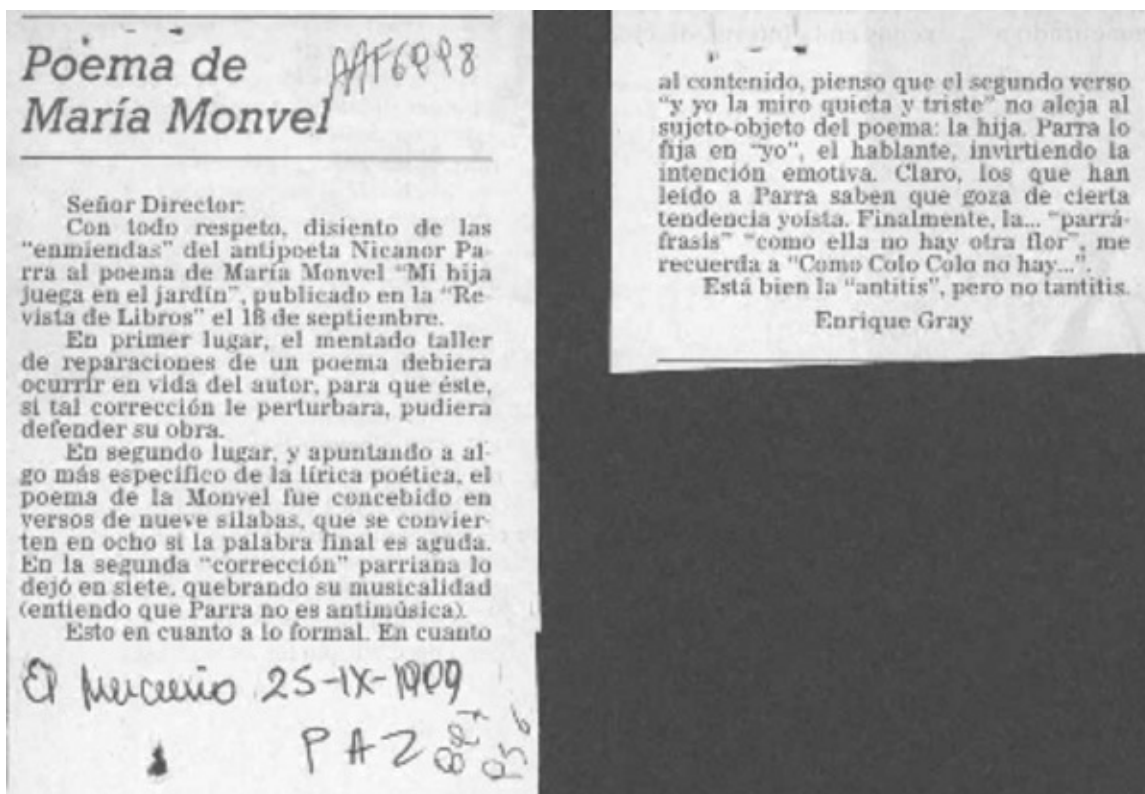 Poema de
María Monvel
Señor Director:
Con todo respeto, disiento de las
"enmiendas" del antipoeta Nicanor Pa-
rra al poema de María Monvel "Mi hija
juega en el jardín", publicado en la "Re-
vista de Libros" el 18 de septiembre.
En primer lugar, el mentado taller
de reparaciones de un poema debiera
ocurrir en vida del autor, para que éste,
si tal corrección le perturbara, pudiera
defender su obra.
En segundo lugar, y apuntando a al-
go más específico de la lírica poética, el
poema de la Monvel fue concebido en
versos de nueve sílabas, que se convier-
ten en ocho si la palabra final es aguda.
En la segunda "corrección" parriana lo
dejó en siete, quebrando su musicalidad
(entiendo que Parra no es antimúsica).
Esto en cuanto a lo formal. En cuanto
El Mercurio 25-IX-
PAZ
al contenido, pienso que el segundo verso
"y yo la miro quieta y triste" no aleja al
sujeto-objeto del poema: la hija. Parra lo
fija en "yo", el hablante, invirtiendo la
intención emotiva. Claro, los que han
leído a Parra saben que goza de cierta
tendencia yoísta. Finalmente, la... "parrá-
frasis" "como ella no hay otra flor", me
recuerda a "Como Colo Colo no hay...".
Está bien la "antitis", pero no tantitis.
Enrique Gray